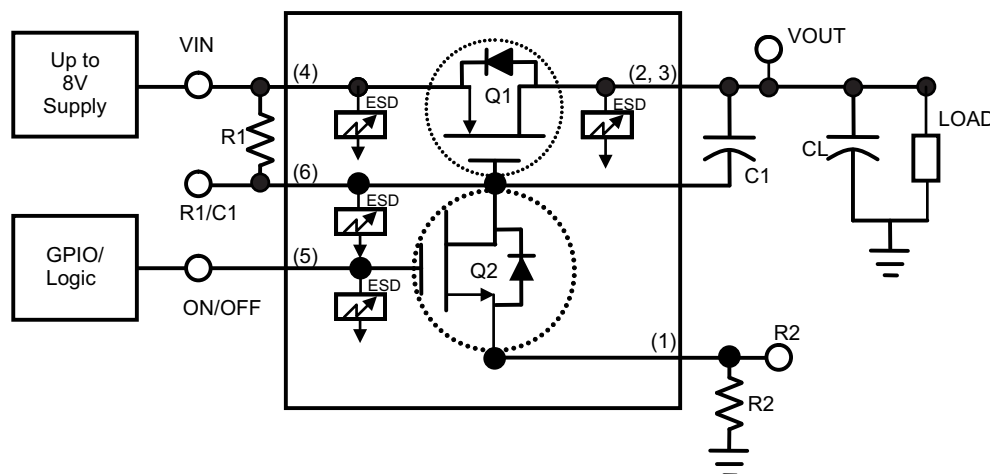 Up to
8V
Supply
VIN
(4)
ESD
Q1
(2, 3)
ESD
VOUT
R1
LOAD
CL
C1
(6)
R1/C1
ESD
GPIO/
Logic
(5)
ESD
ON/OFF
Q2
(1)
R2
R2